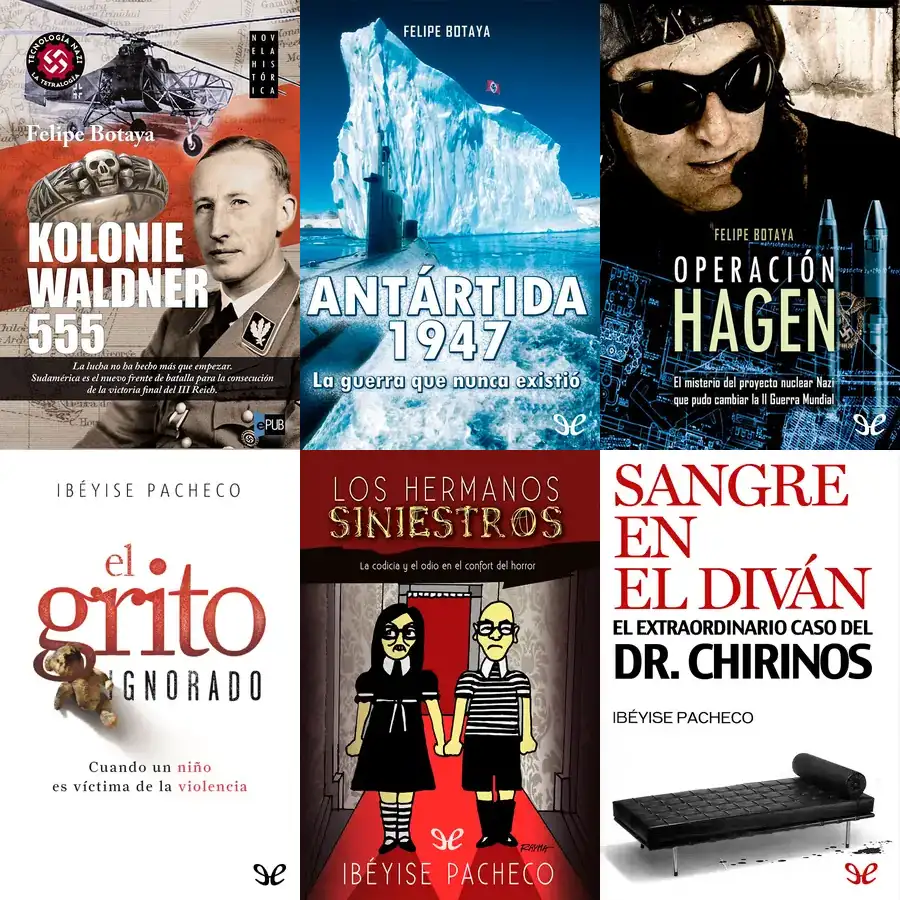 TECNOLOGÍA NAZI
LA TETRALOGÍA
NOVELA HISTÓRICA
Felipe Botaya
KOLONIE
WALDNER
555
La lucha no ha hecho más que empezar.
Sudamérica es el nuevo frente de batalla para la consecución
de la victoria final del III Reich.
ePUB
FELIPE BOTAYA
ANTÁRTIDA
1947
La guerra que nunca existió
FELIPE BOTAYA
OPERACIÓN
HAGEN
El misterio del proyecto nuclear Nazi
que pudo cambiar la II Guerra Mundial
IBÉYISE PACHECO
el
grito
IGNORADO
Cuando un niño
es víctima de la violencia
LOS HERMANOS
SINIESTROS
La codicia y el odio en el confort del horror
RAYMA
IBÉYISE PACHECO
SANGRE
EN
EL DIVÁN
EL EXTRAORDINARIO CASO DEL
DR. CHIRINOS
IBÉYISE PACHECO